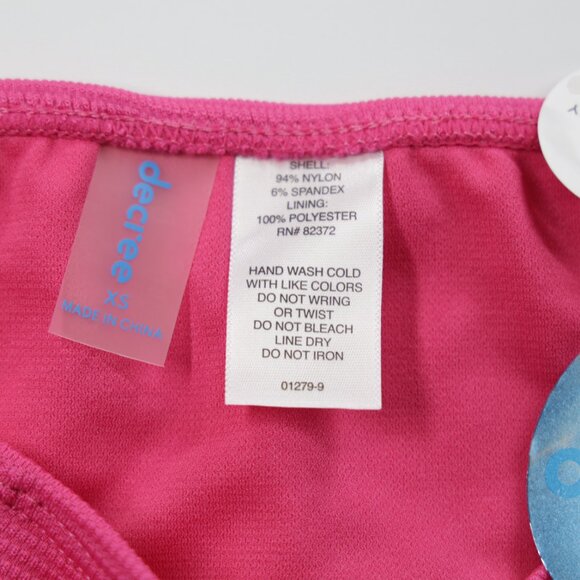 decree
XS
MADE IN CHINA
SHELL:
94% NYLON
6% SPANDEX
LINING:
100% POLYESTER
RN# 82372
HAND WASH COLD
WITH LIKE COLORS
DO NOT WRING
OR TWIST
DO NOT BLEACH
LINE DRY
DO NOT IRON
01279-9